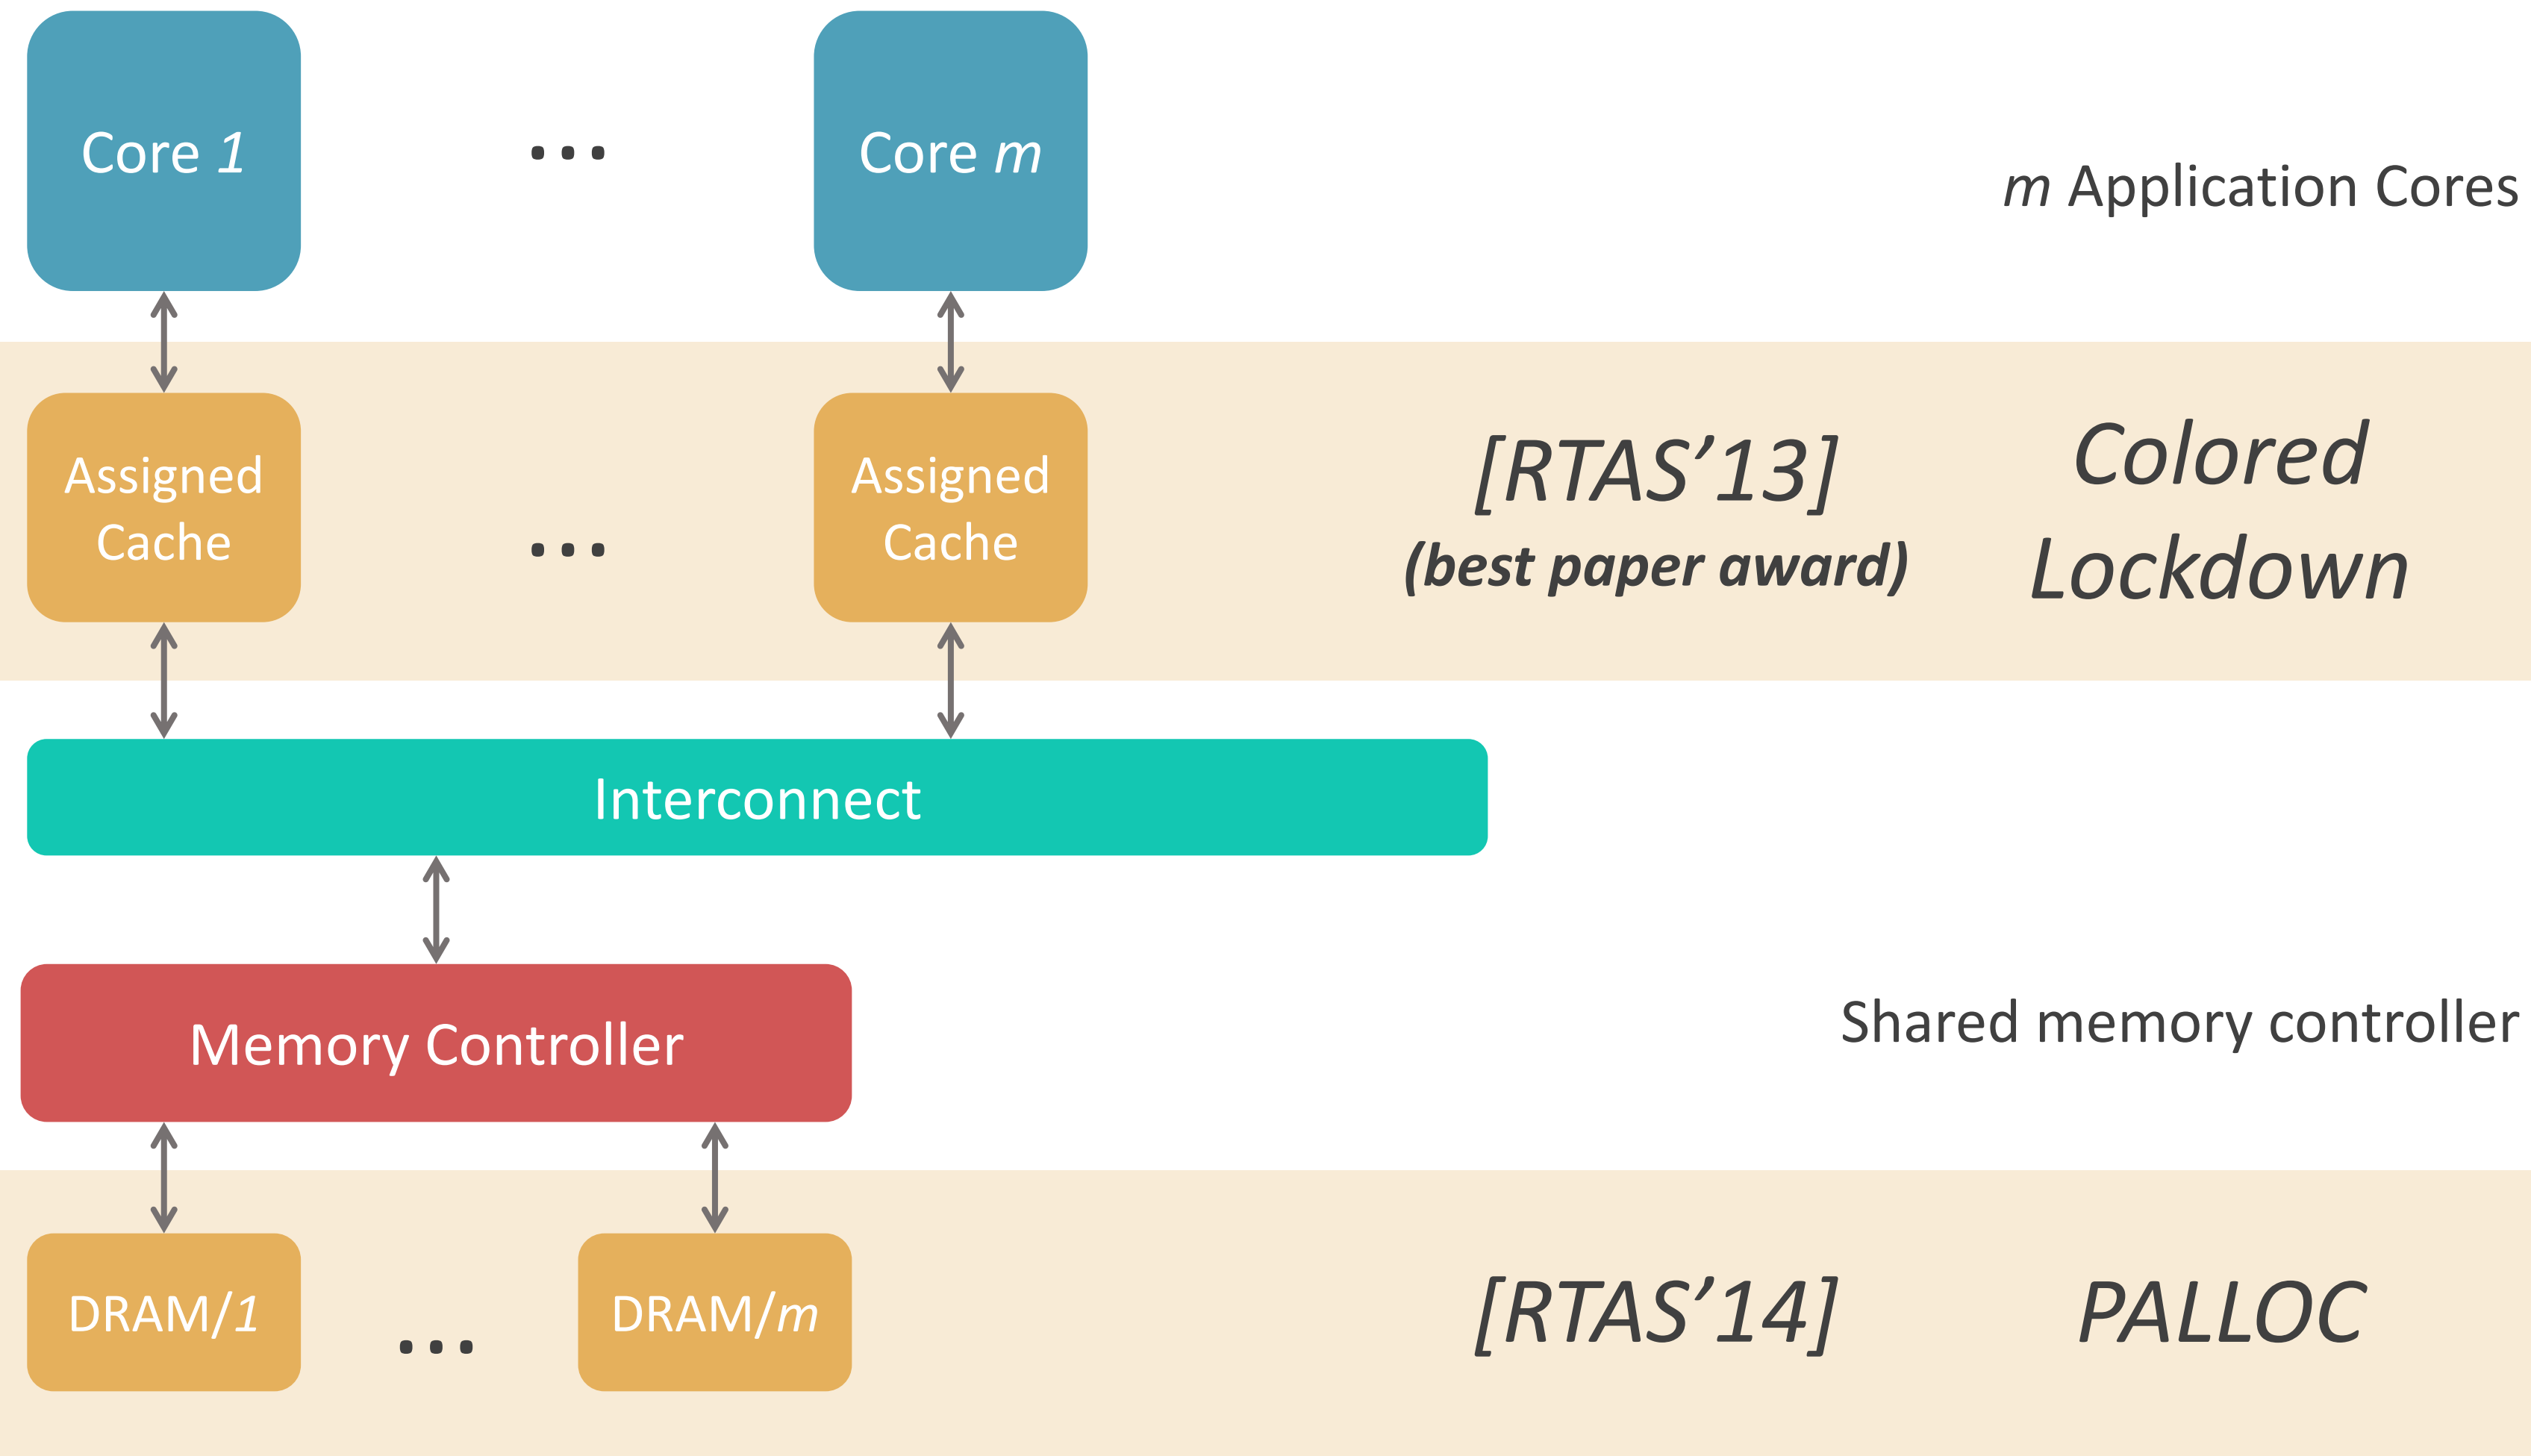 Core 1
...
Core m
m Application Cores
Assigned
Cache
...
Assigned
Cache
[RTAS’13]
(best paper award)
Colored
Lockdown
Interconnect
Memory Controller
Shared memory controller
DRAM/1
...
DRAM/m
[RTAS’14]
PALLOC